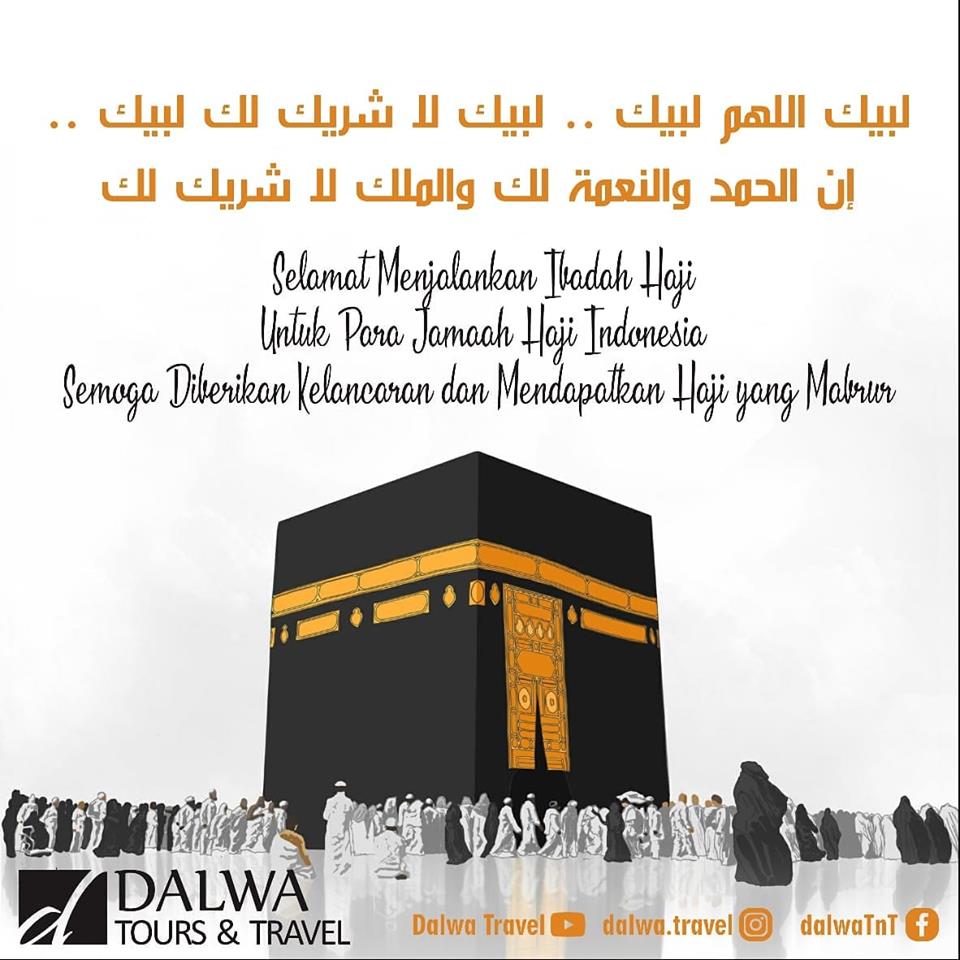 لبيك اللهم لبيك .. لبيك لا شريك لك لبيك ..
إن الحمد والنعمة لك والملك لا شريك لك
Selamat Menjalankan Ibadah Haji
Untuk Para Jamaah Haji Indonesia
Semoga Diberikan Kelancaran dan Mendapatkan Haji yang Mabrur
d DALWA
TOURS & TRAVEL
Dalwa Travel dalwa.travel dalwaTnT